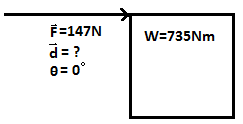 F⃗=147N
W=735Nm
d⃗ = ?
θ = 0°